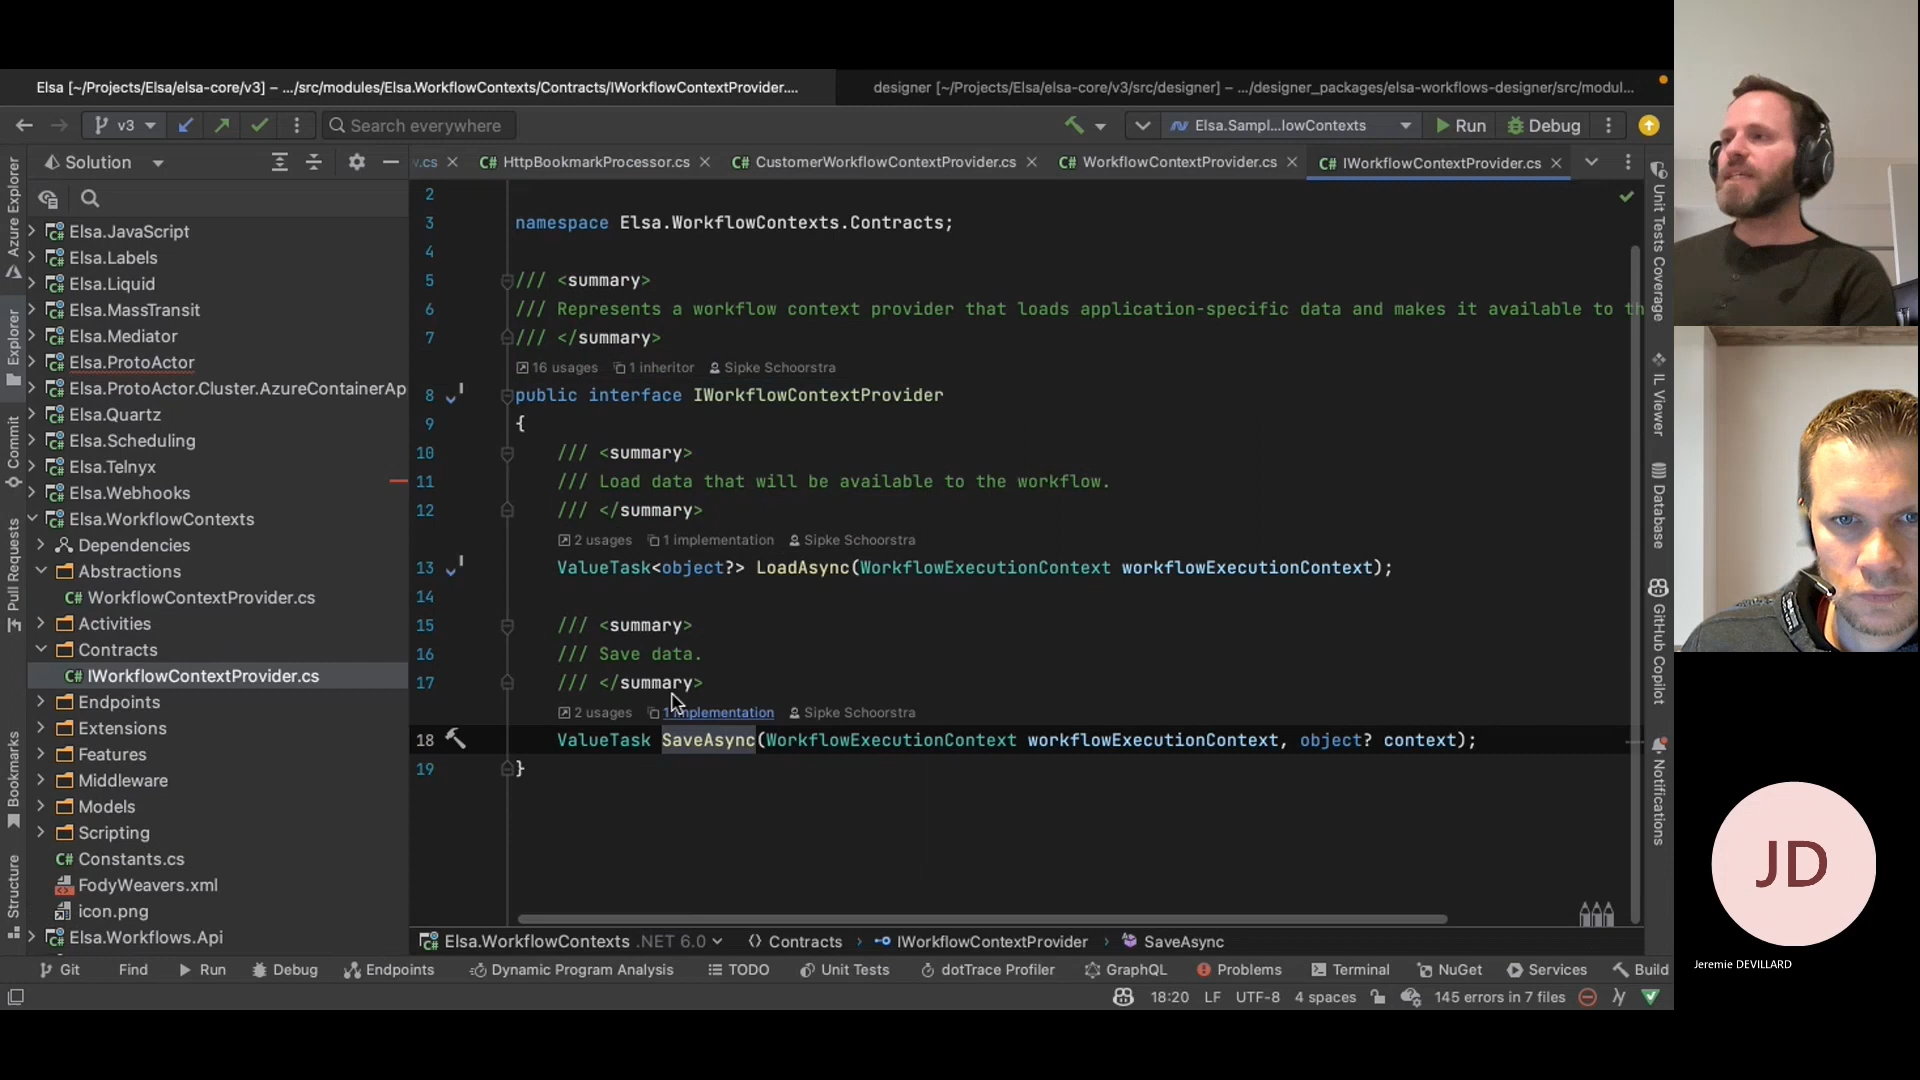 Elsa [~/Projects/Elsa/elsa-core/v3] – .../src/modules/Elsa.WorkflowContexts/Contracts/IWorkflowContextProvider....
designer [~/Projects/Elsa/elsa-core/v3/src/designer] – .../designer_packages/elsa-workflows-designer/src/modul...
v3
Search everywhere
Elsa.Sampl...lowContexts
Run
Debug
Solution
.cs
C# HttpBookmarkProcessor.cs
C# CustomerWorkflowContextProvider.cs
C# WorkflowContextProvider.cs
C# IWorkflowContextProvider.cs
Azure Explorer
Explorer
Commit
Pull Requests
Bookmarks
Structure
Elsa.JavaScript
Elsa.Labels
Elsa.Liquid
Elsa.MassTransit
Elsa.Mediator
Elsa.ProtoActor
Elsa.ProtoActor.Cluster.AzureContainerAp
Elsa.Quartz
Elsa.Scheduling
Elsa.Telnyx
Elsa.Webhooks
Elsa.WorkflowContexts
Dependencies
Abstractions
C# WorkflowContextProvider.cs
Activities
Contracts
C# IWorkflowContextProvider.cs
Endpoints
Extensions
Features
Middleware
Models
Scripting
C# Constants.cs
FodyWeavers.xml
icon.png
Elsa.Workflows.Api
2
3 namespace Elsa.WorkflowContexts.Contracts;
4
5 /// <summary>
6 /// Represents a workflow context provider that loads application-specific data and makes it available to th
7 /// </summary>
16 usages 1 inheritor Sipke Schoorstra
8 public interface IWorkflowContextProvider
9 {
10 /// <summary>
11 /// Load data that will be available to the workflow.
12 /// </summary>
2 usages 1 implementation Sipke Schoorstra
13 ValueTask<object?> LoadAsync(WorkflowExecutionContext workflowExecutionContext);
14
15 /// <summary>
16 /// Save data.
17 /// </summary>
2 usages 1 implementation Sipke Schoorstra
18 ValueTask SaveAsync(WorkflowExecutionContext workflowExecutionContext, object? context);
19 }
Unit Tests Coverage
IL Viewer
Database
GitHub Copilot
Notifications
Elsa.WorkflowContexts .NET 6.0
Contracts
IWorkflowContextProvider
SaveAsync
Git
Find
Run
Debug
Endpoints
Dynamic Program Analysis
TODO
Unit Tests
dotTrace Profiler
GraphQL
Problems
Terminal
NuGet
Services
Build
18:20 LF UTF-8 4 spaces 145 errors in 7 files
JD
Jeremie DEVILLARD